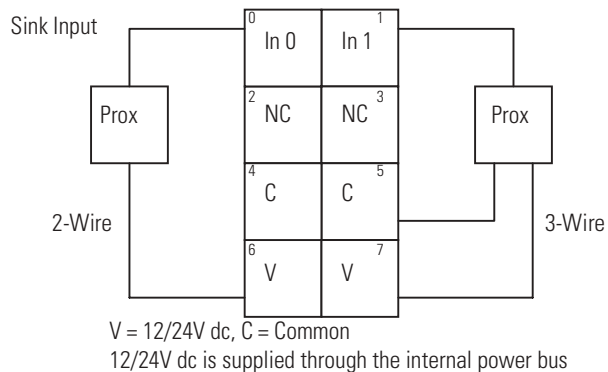 Sink Input
0 In 0 1 In 1
Prox
2 NC 3 NC
Prox
4 C 5 C
2-Wire
3-Wire
6 V 7 V
V = 12/24V dc, C = Common
12/24V dc is supplied through the internal power bus